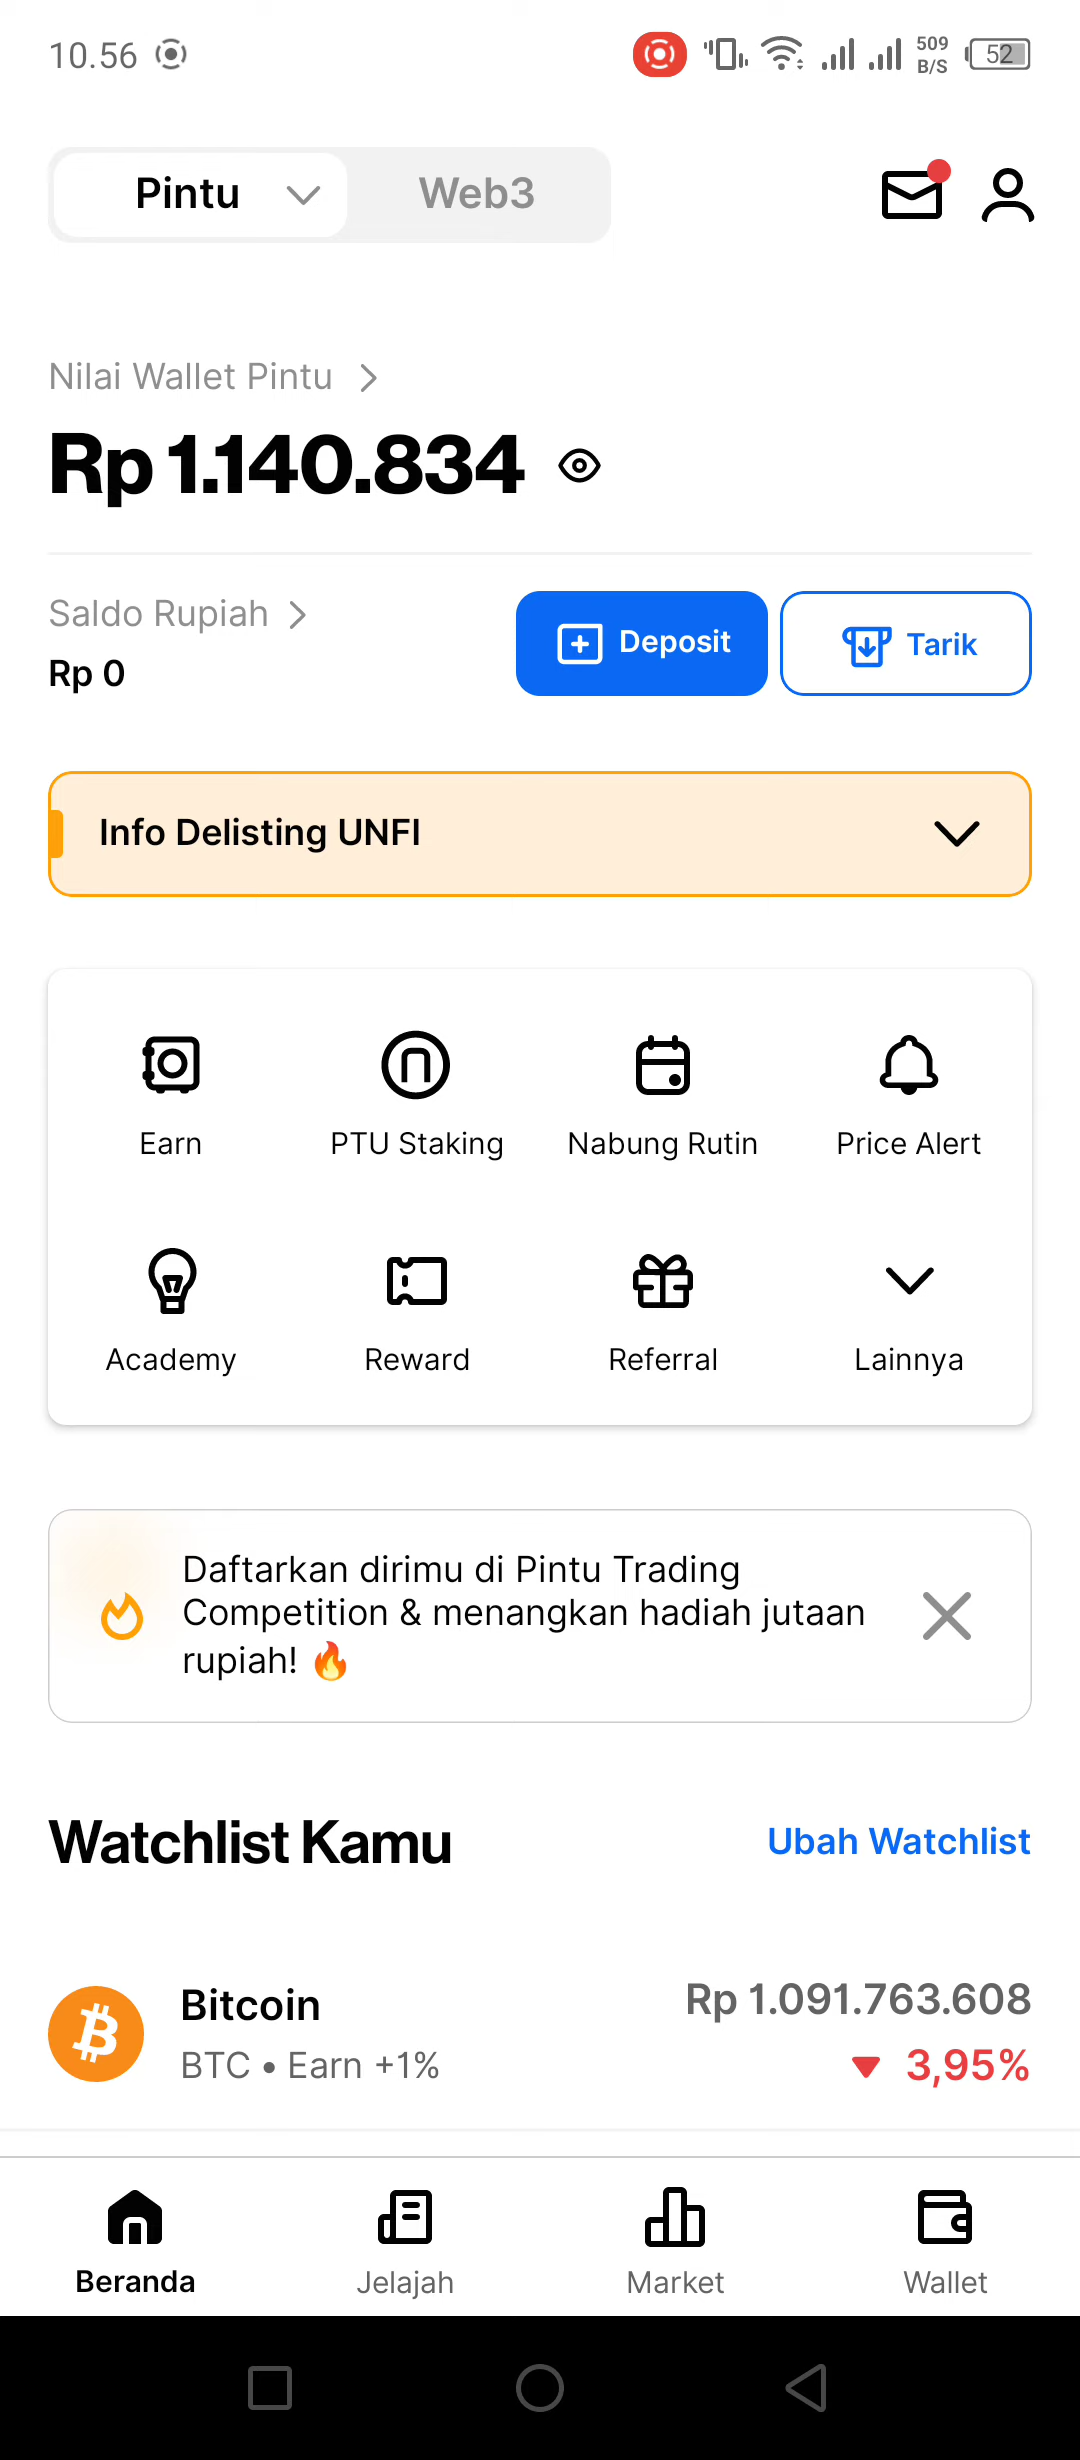 10.56
509
B/S
52
Pintu
Web3
Nilai Wallet Pintu
Rp 1.140.834
Saldo Rupiah
Rp 0
Deposit
Tarik
Info Delisting UNFI
Earn
PTU Staking
Nabung Rutin
Price Alert
Academy
Reward
Referral
Lainnya
Daftarkan dirimu di Pintu Trading
Competition & menangkan hadiah jutaan
rupiah! 🔥
Watchlist Kamu
Ubah Watchlist
Bitcoin
Rp 1.091.763.608
BTC • Earn +1%
▼ 3,95%
Beranda
Jelajah
Market
Wallet